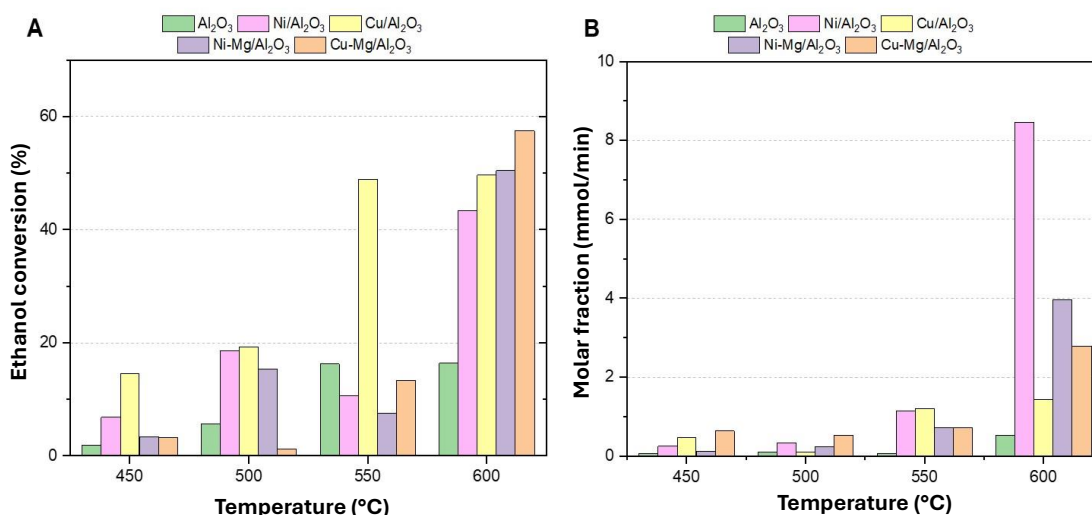 A
Al₂O₃ Ni/Al₂O₃ Cu/Al₂O₃
Ni-Mg/Al₂O₃ Cu-Mg/Al₂O₃
60
40
20
0
Ethanol conversion (%)
450 500 550 600
Temperature (°C)
B
Al₂O₃ Ni/Al₂O₃ Cu/Al₂O₃
Ni-Mg/Al₂O₃ Cu-Mg/Al₂O₃
10
8
6
4
2
0
Molar fraction (mmol/min)
450 500 550 600
Temperature (°C)